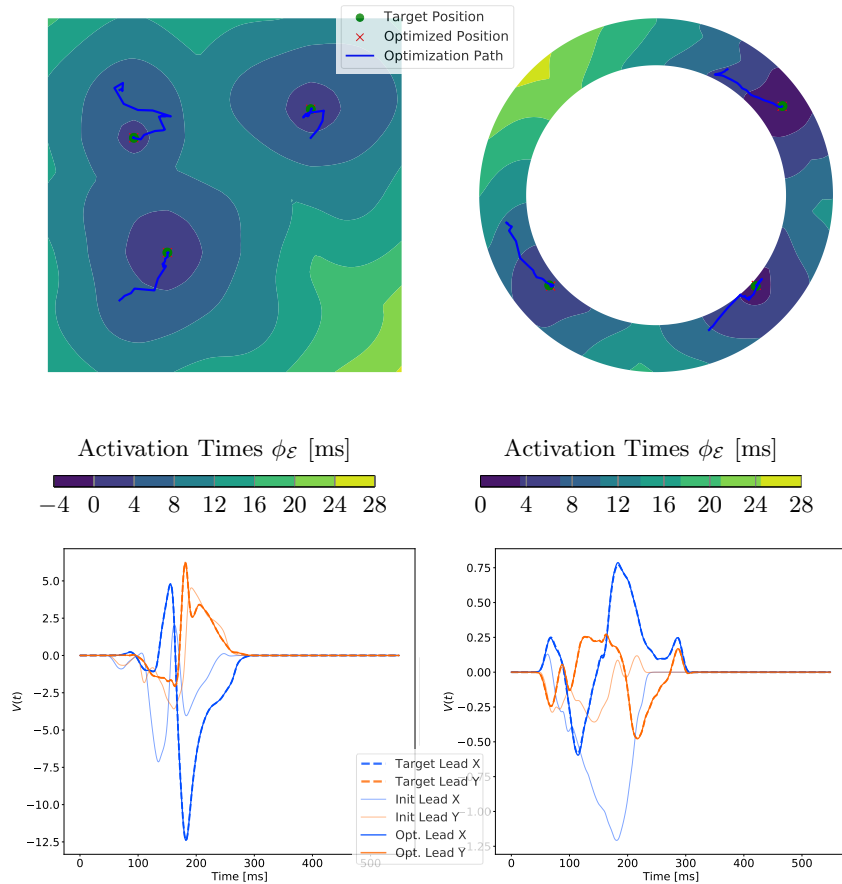 Target Position
Optimized Position
Optimization Path
Activation Times ϕ_ℰ [ms]
−4 0 4 8 12 16 20 24 28
Activation Times ϕ_ℰ [ms]
0 4 8 12 16 20 24 28
5.0
2.5
0.0
−2.5
−5.0
−7.5
−10.0
−12.5
V(t)
0 100 200 300 400 500
Time [ms]
0.75
0.50
0.25
0.00
−0.25
−0.50
−0.75
−1.00
−1.25
V(t)
0 100 200 300 400 500
Time [ms]
Target Lead X
Target Lead Y
Init Lead X
Init Lead Y
Opt. Lead X
Opt. Lead Y